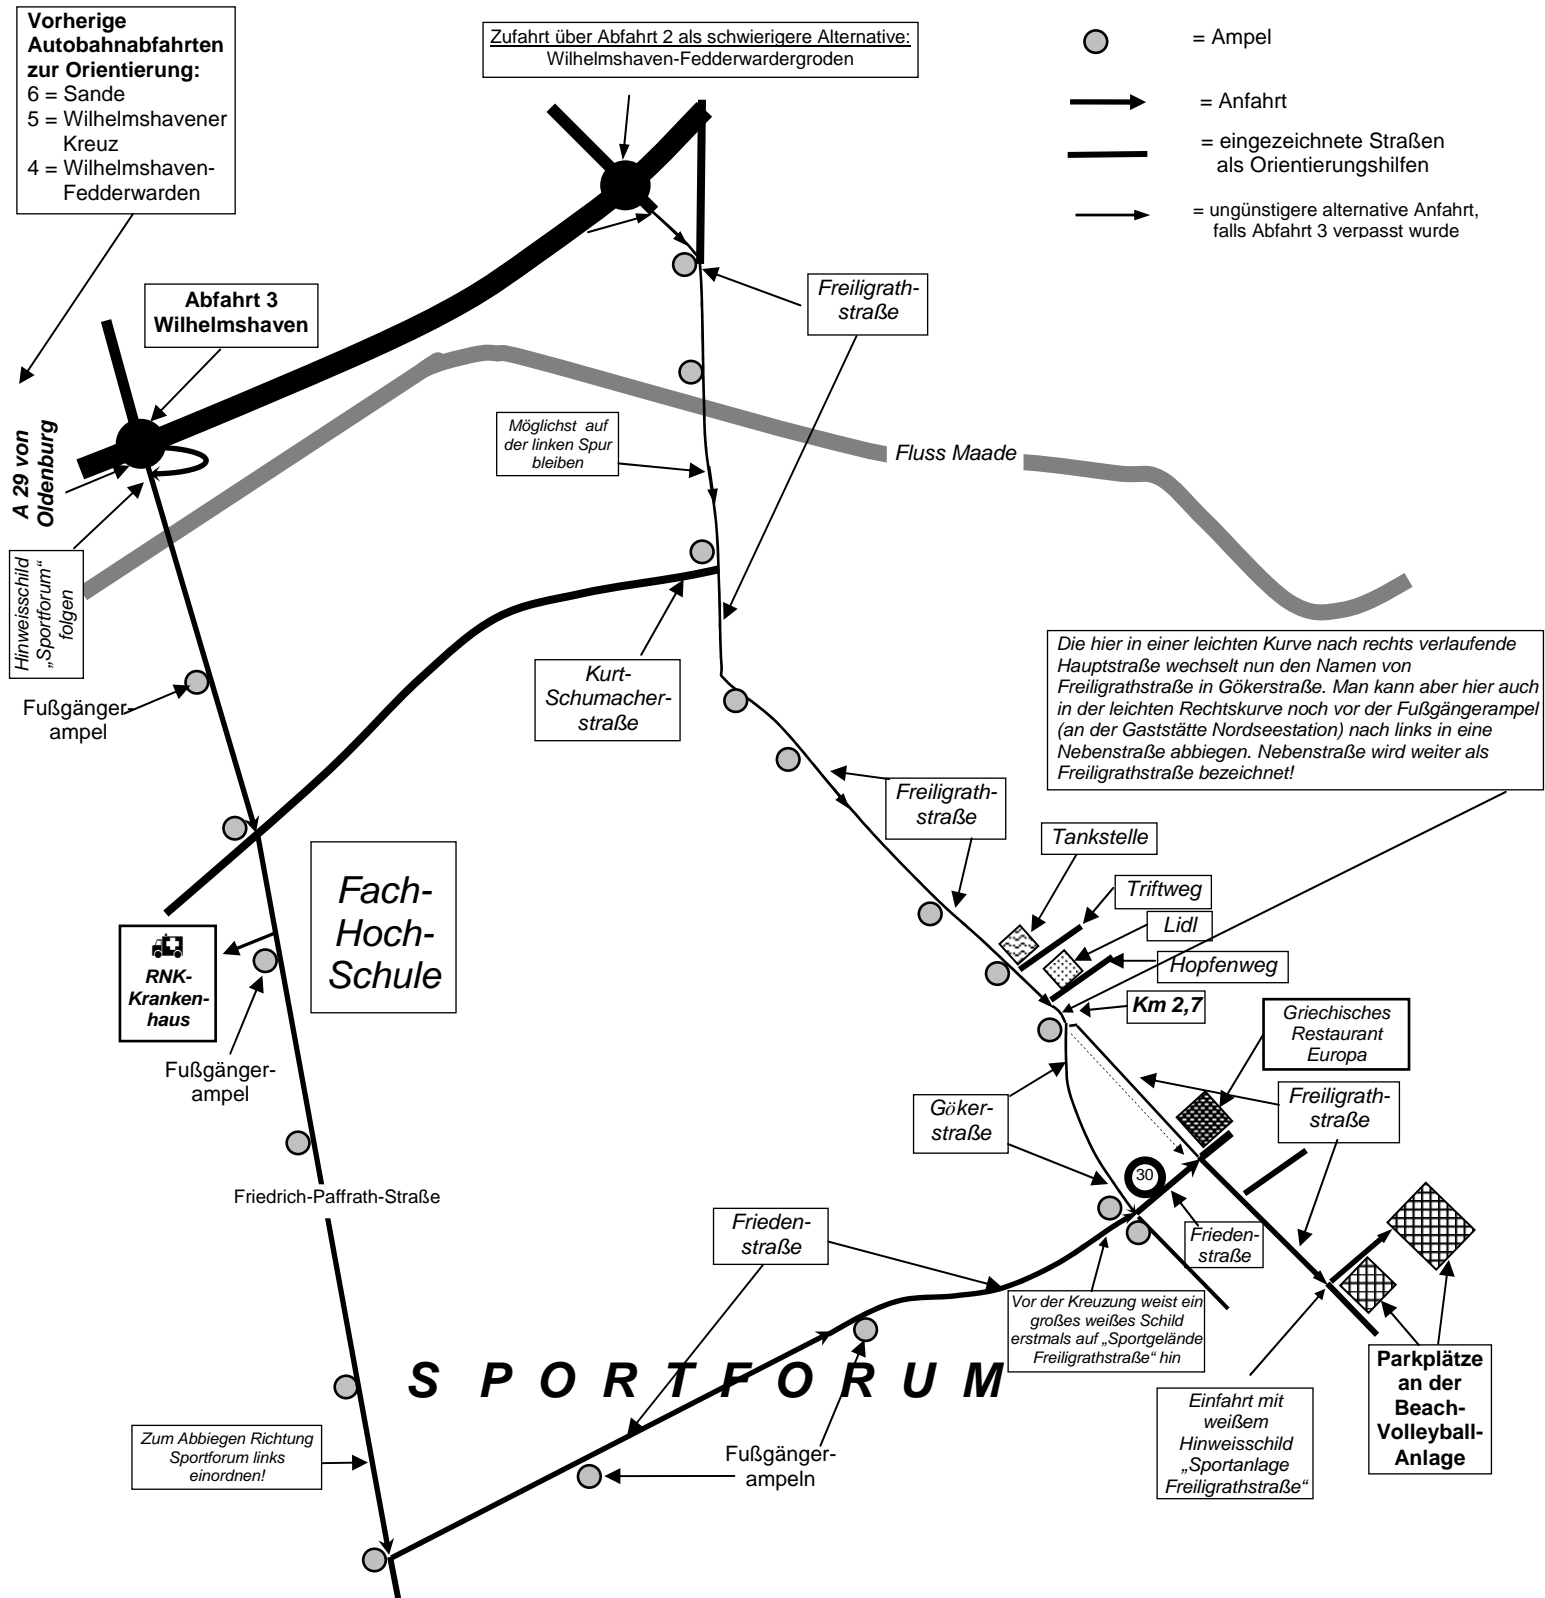 Vorherige
Autobahnabfahrten
zur Orientierung:
6 = Sande
5 = Wilhelmshavener
Kreuz
4 = Wilhelmshaven-
Fedderwarden
Zufahrt über Abfahrt 2 als schwierigere Alternative:
Wilhelmshaven-Fedderwardergroden
= Ampel
= Anfahrt
= eingezeichnete Straßen
als Orientierungshilfen
= ungünstigere alternative Anfahrt,
falls Abfahrt 3 verpasst wurde
Abfahrt 3
Wilhelmshaven
Freiligrath-
straße
A 29 von
Oldenburg
Möglichst auf
der linken Spur
bleiben
Fluss Maade
Hinweisschild
„Sportforum“
folgen
Fußgänger-
ampel
Kurt-
Schumacher-
straße
Die hier in einer leichten Kurve nach rechts verlaufende
Hauptstraße wechselt nun den Namen von
Freiligrathstraße in Gökerstraße. Man kann aber hier auch
in der leichten Rechtskurve noch vor der Fußgängerampel
(an der Gaststätte Nordseestation) nach links in eine
Nebenstraße abbiegen. Nebenstraße wird weiter als
Freiligrathstraße bezeichnet!
Freiligrath-
straße
Tankstelle
Triftweg
Lidl
Hopfenweg
Km 2,7
Fach-
Hoch-
Schule
RNK-
Kranken-
haus
Fußgänger-
ampel
Griechisches
Restaurant
Europa
Göker-
straße
Freiligrath-
straße
30
Friedrich-Paffrath-Straße
Frieden-
straße
Frieden-
straße
Vor der Kreuzung weist ein
großes weißes Schild
erstmals auf „Sportgelände
Freiligrathstraße“ hin
S P O R T F O R U M
Parkplätze
an der
Beach-
Volleyball-
Anlage
Einfahrt mit
weißem
Hinweisschild
„Sportanlage
Freiligrathstraße“
Zum Abbiegen Richtung
Sportforum links
einordnen!
Fußgänger-
ampeln